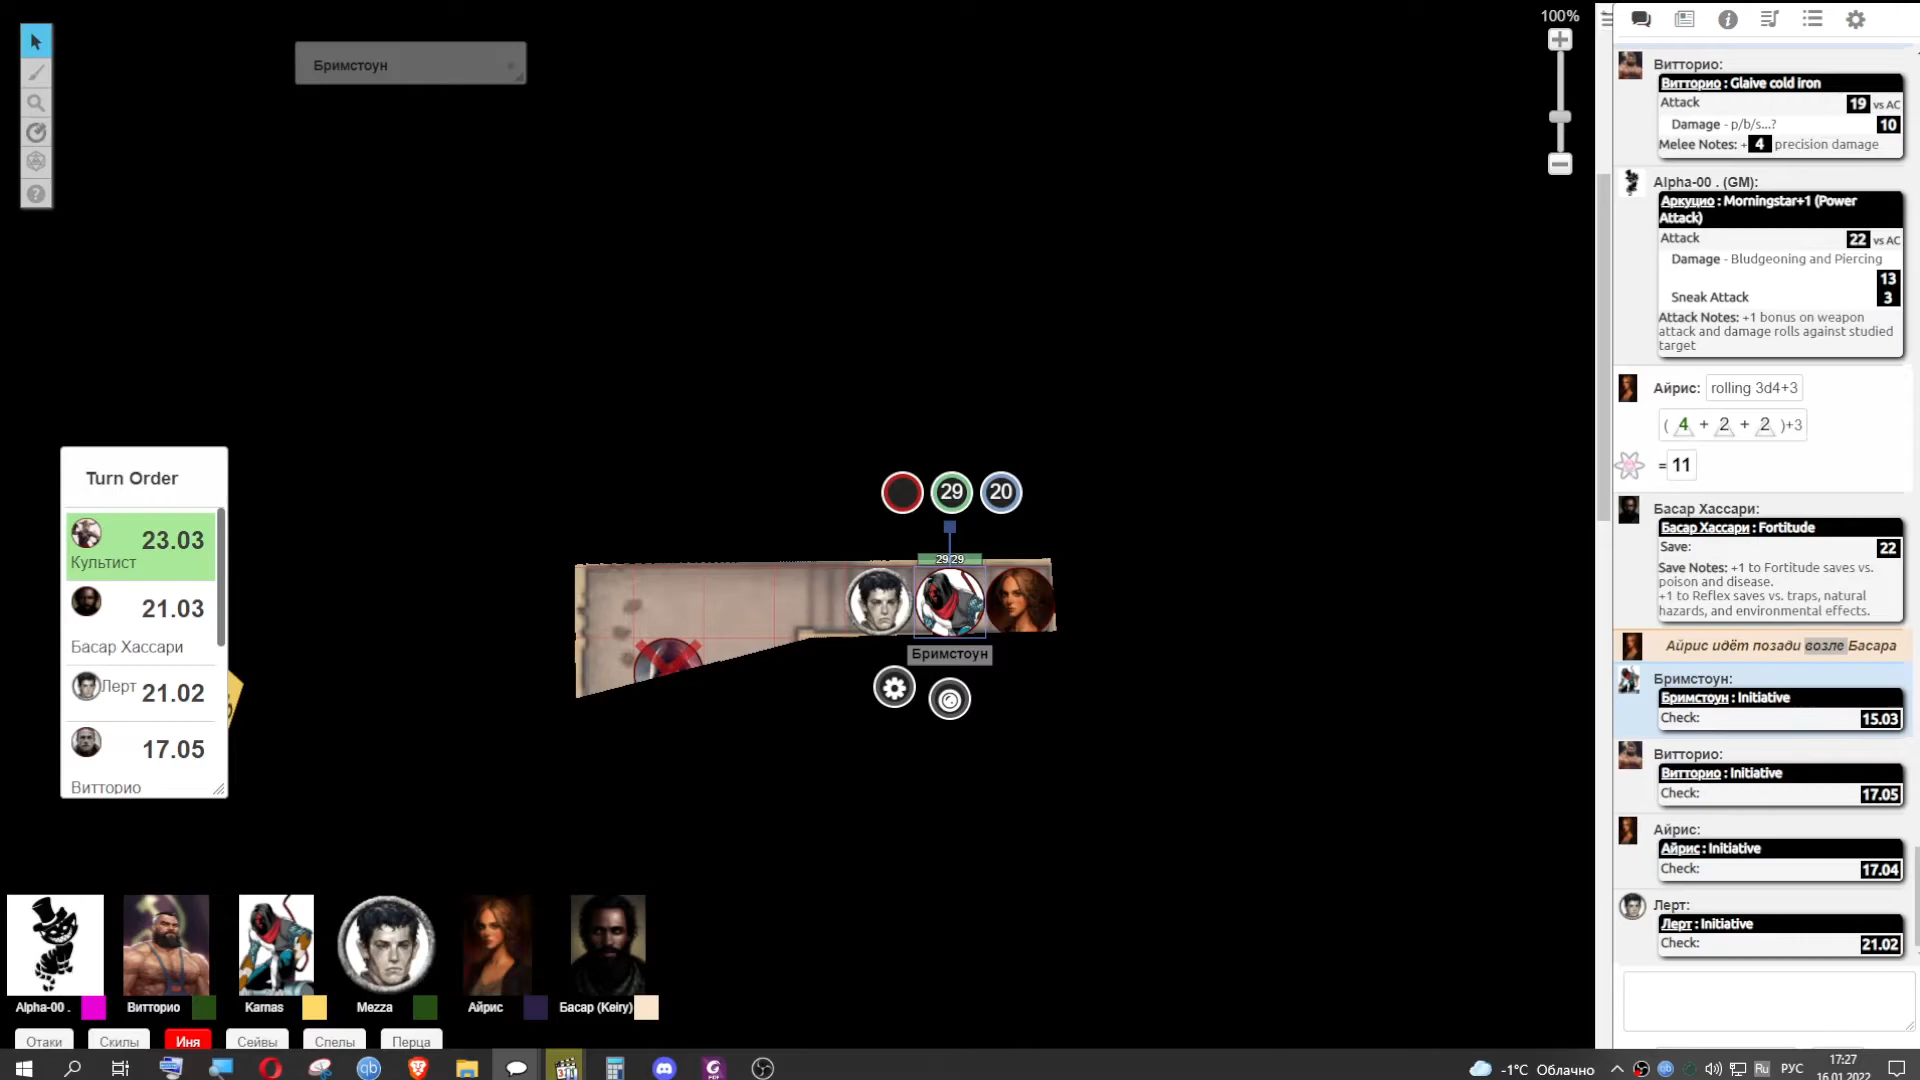 100%
Бримстоун
Turn Order
23.03
Культист
21.03
Басар Хассари
Лерт 21.02
17.05
Витторио
29
20
29/29
Бримстоун
Alpha-00 .
Витторио
Karnas
Mezza
Айрис
Басар (Keiry)
Отаки
Скилы
Иня
Сейвы
Спелы
Перца
Витторио:
Витторио : Glaive cold iron
Attack 19 vs AC
Damage - p/b/s...? 10
Melee Notes: + 4 precision damage
Alpha-00 . (GM):
Аркуцио : Morningstar+1 (Power
Attack)
Attack 22 vs AC
Damage - Bludgeoning and Piercing
13
Sneak Attack 3
Attack Notes: +1 bonus on weapon
attack and damage rolls against studied
target
Айрис: rolling 3d4+3
( 4 + 2 + 2 )+3
= 11
Басар Хассари:
Басар Хассари : Fortitude
Save: 22
Save Notes: +1 to Fortitude saves vs.
poison and disease.
+1 to Reflex saves vs. traps, natural
hazards, and environmental effects.
Айрис идёт позади возле Басара
Бримстоун:
Бримстоун : Initiative
Check: 15.03
Витторио:
Витторио : Initiative
Check: 17.05
Айрис:
Айрис : Initiative
Check: 17.04
Лерт:
Лерт : Initiative
Check: 21.02
-1°C Облачно
Ru
РУС
17:27
16.01.2022